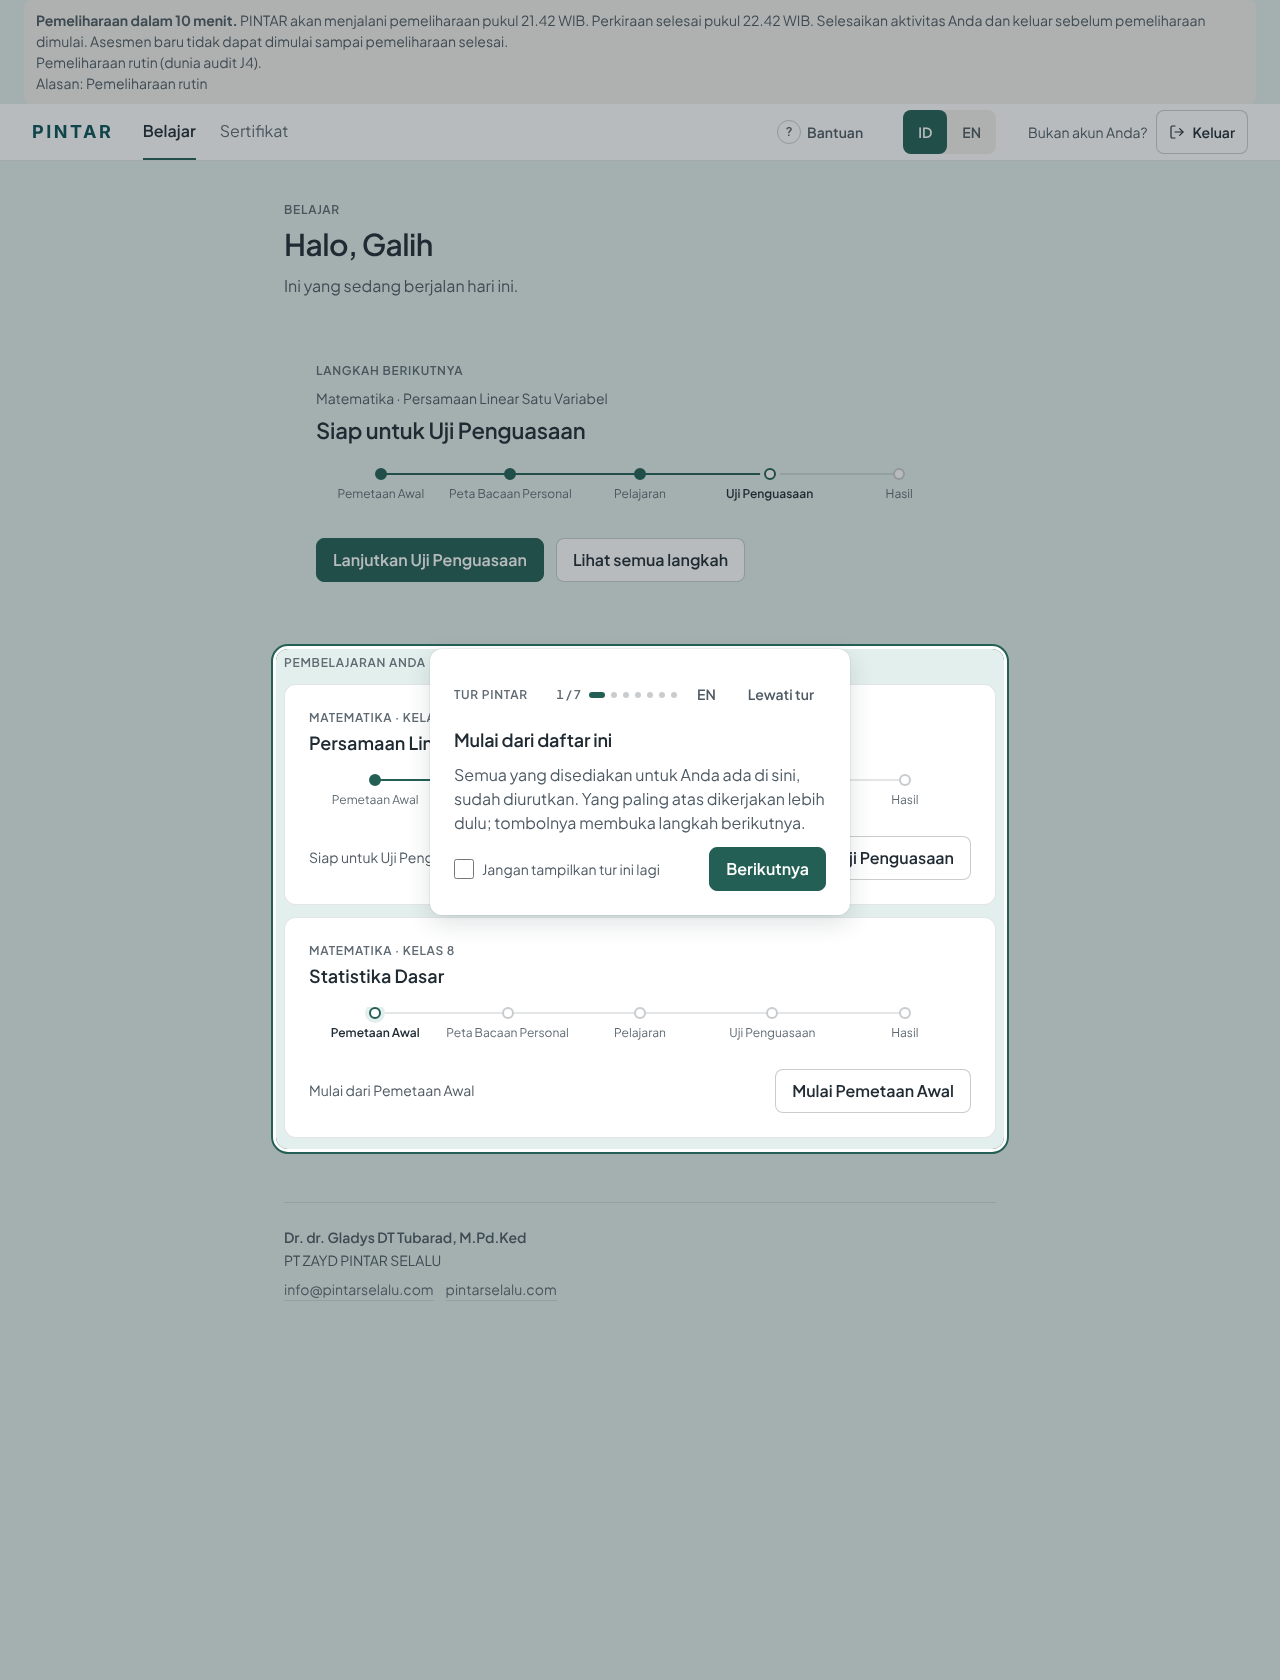 Pemeliharaan dalam 10 menit. PINTAR akan menjalani pemeliharaan pukul 21.42 WIB. Perkiraan selesai pukul 22.42 WIB. Selesaikan aktivitas Anda dan keluar sebelum pemeliharaan
dimulai. Asesmen baru tidak dapat dimulai sampai pemeliharaan selesai.
Pemeliharaan rutin (dunia audit J4).
Alasan: Pemeliharaan rutin
PINTAR Belajar Sertifikat ? Bantuan ID EN Bukan akun Anda? Keluar
BELAJAR
Halo, Galih
Ini yang sedang berjalan hari ini.
LANGKAH BERIKUTNYA
Matematika · Persamaan Linear Satu Variabel
Siap untuk Uji Penguasaan
Pemetaan Awal Peta Bacaan Personal Pelajaran Uji Penguasaan Hasil
Lanjutkan Uji Penguasaan Lihat semua langkah
PEMBELAJARAN ANDA
TUR PINTAR 1 / 7 EN Lewati tur
Mulai dari daftar ini
Semua yang disediakan untuk Anda ada di sini,
sudah diurutkan. Yang paling atas dikerjakan lebih
dulu; tombolnya membuka langkah berikutnya.
Jangan tampilkan tur ini lagi Berikutnya
MATEMATIKA · KELA
Persamaan Lin
Pemetaan Awal Hasil
Siap untuk Uji Peng ji Penguasaan
MATEMATIKA · KELAS 8
Statistika Dasar
Pemetaan Awal Peta Bacaan Personal Pelajaran Uji Penguasaan Hasil
Mulai dari Pemetaan Awal Mulai Pemetaan Awal
Dr. dr. Gladys DT Tubarad, M.Pd.Ked
PT ZAYD PINTAR SELALU
info@pintarselalu.com pintarselalu.com